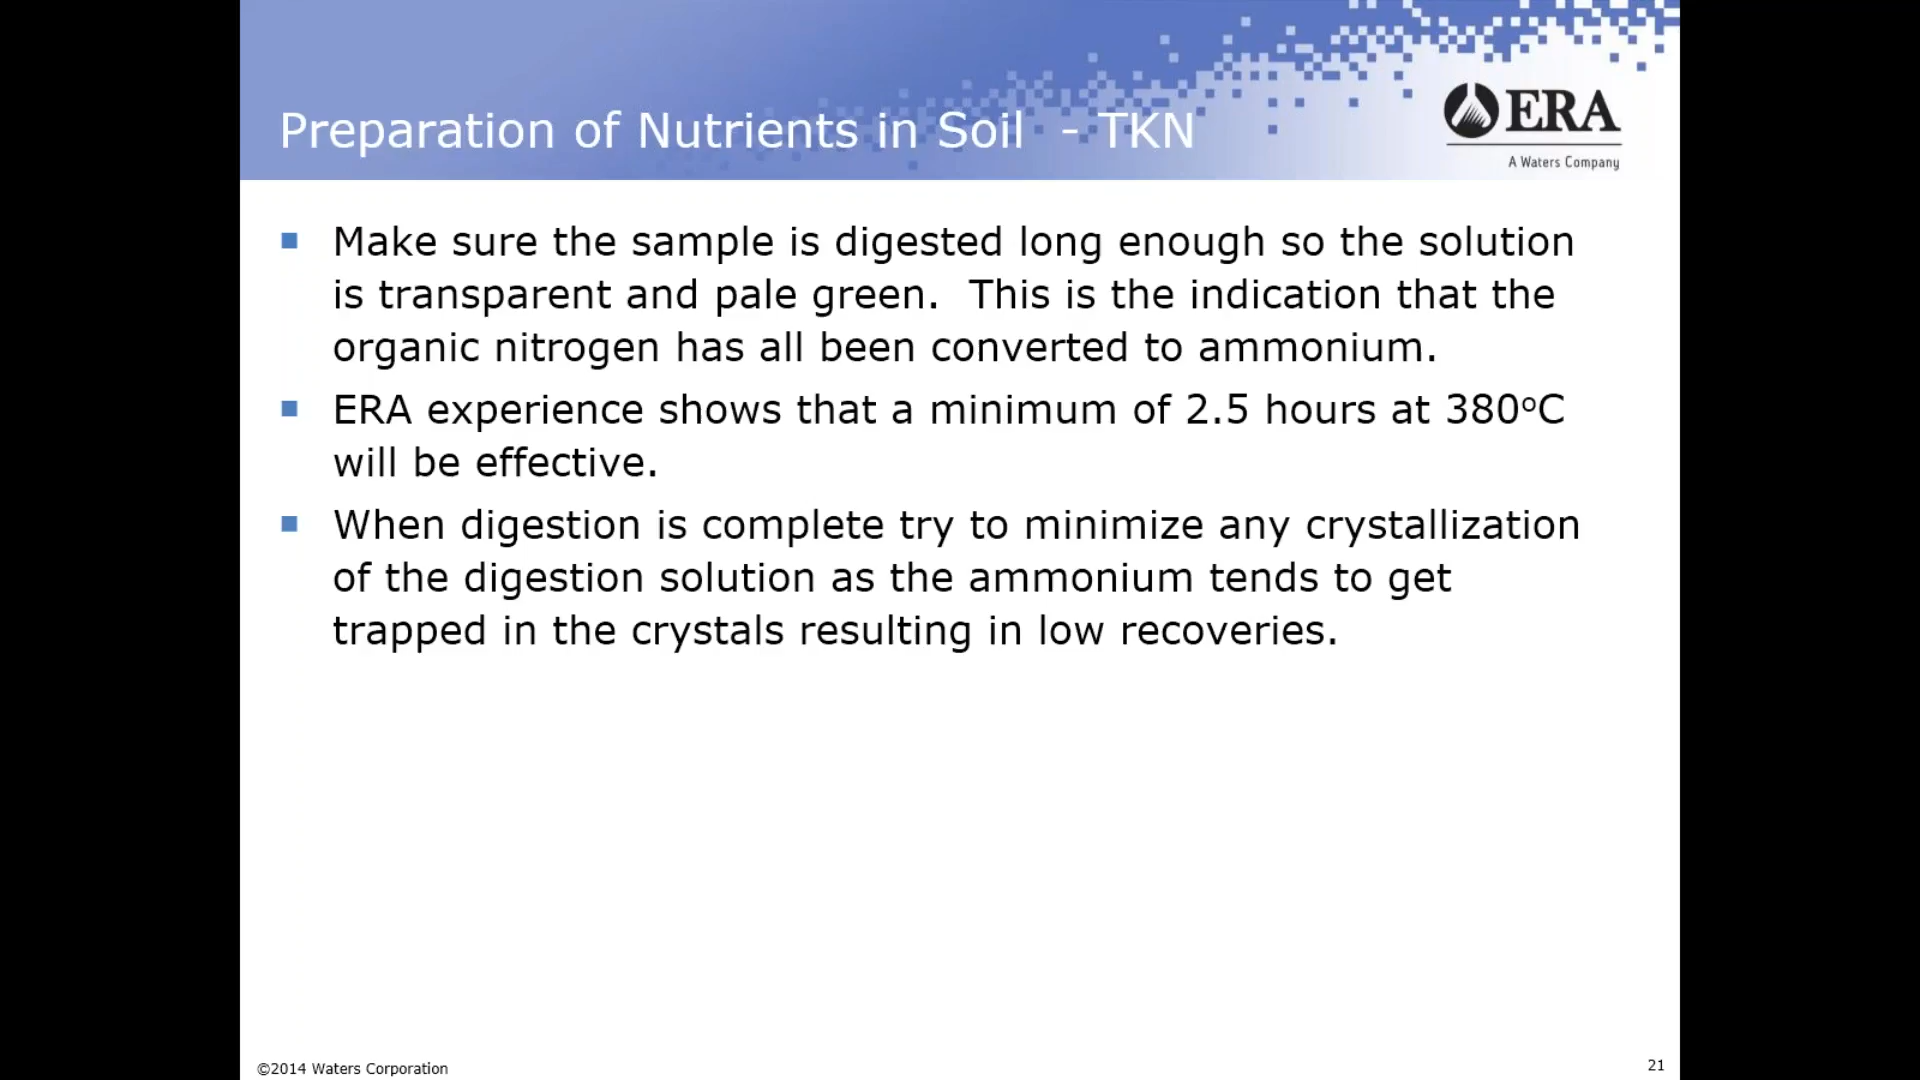 Preparation of Nutrients in Soil - TKN
ERA
A Waters Company
Make sure the sample is digested long enough so the solution
is transparent and pale green. This is the indication that the
organic nitrogen has all been converted to ammonium.
ERA experience shows that a minimum of 2.5 hours at 380°C
will be effective.
When digestion is complete try to minimize any crystallization
of the digestion solution as the ammonium tends to get
trapped in the crystals resulting in low recoveries.
©2014 Waters Corporation
21